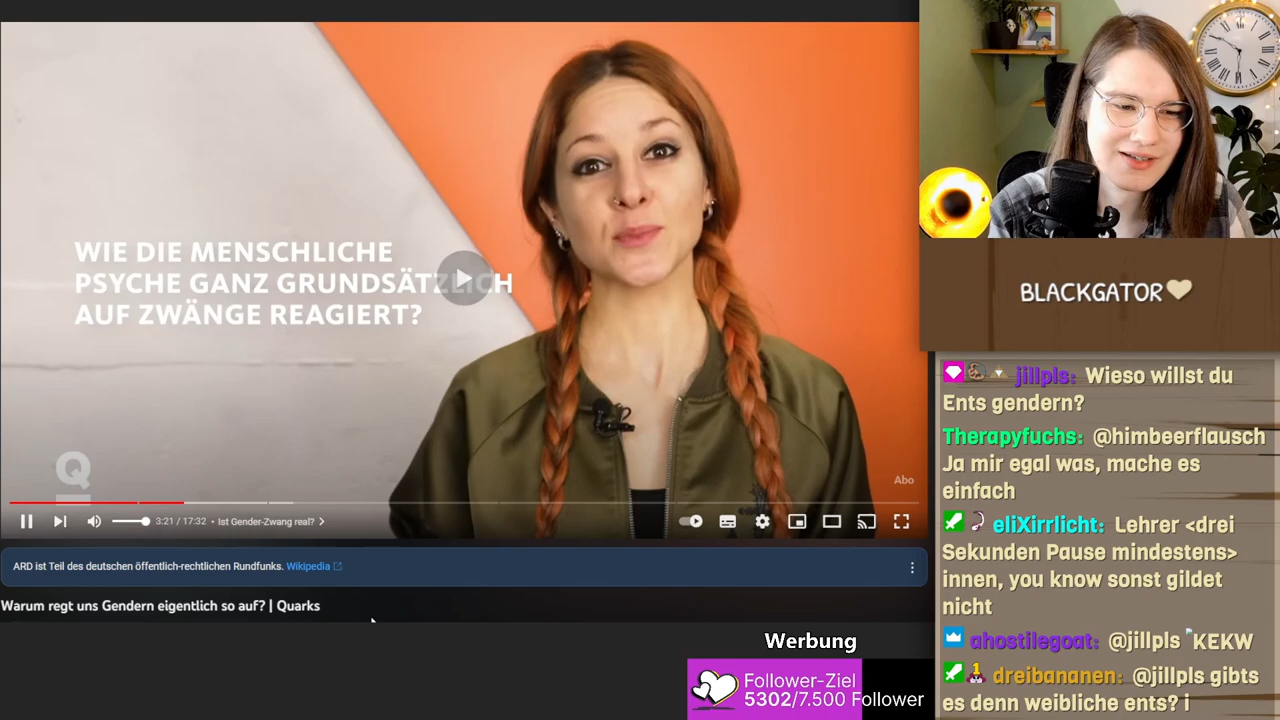 WIE DIE MENSCHLICHE
PSYCHE GANZ GRUNDSÄTZLICH
AUF ZWÄNGE REAGIERT?
Q
Abo
3:21 / 17:32 • Ist Gender-Zwang real?
ARD ist Teil des deutschen öffentlich-rechtlichen Rundfunks. Wikipedia
Warum regt uns Gendern eigentlich so auf? | Quarks
Werbung
Follower-Ziel
5302/7.500 Follower
BLACKGATOR
jillpls: Wieso willst du
Ents gendern?
Therapyfuchs: @himbeerflausch
Ja mir egal was, mache es
einfach
eliXirrlicht: Lehrer <drei
Sekunden Pause mindestens>
innen, you know sonst gildet
nicht
ahostilegoat: @jillpls KEKW
dreibananen: @jillpls gibts
es denn weibliche ents? i